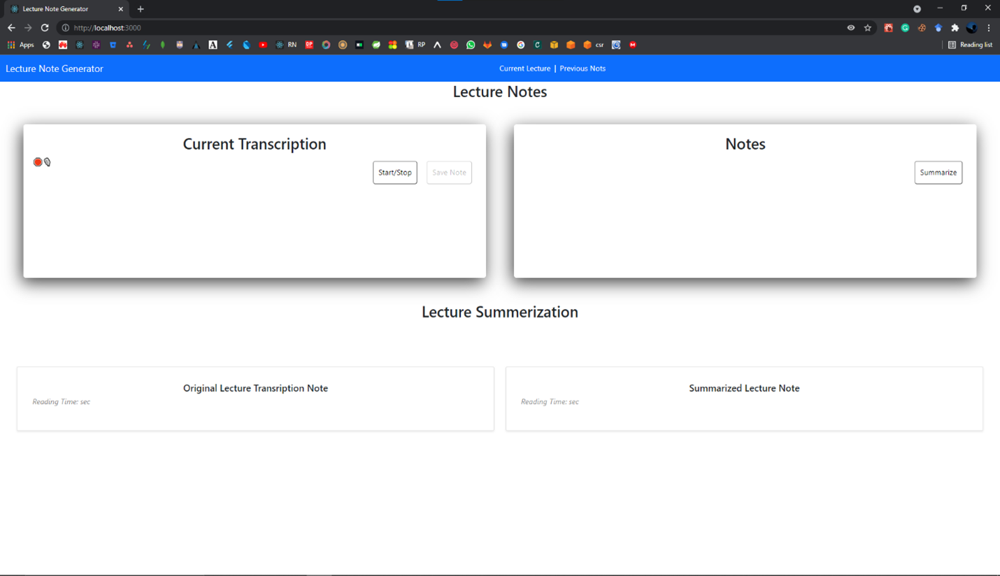 Lecture Note Generator
http://localhost:3000
Apps RN RP csr Reading list
Lecture Note Generator Current Lecture | Previous Nots
Lecture Notes
Current Transcription
Start/Stop Save Note
Notes
Summarize
Lecture Summerization
Original Lecture Transription Note
Reading Time: sec
Summarized Lecture Note
Reading Time: sec